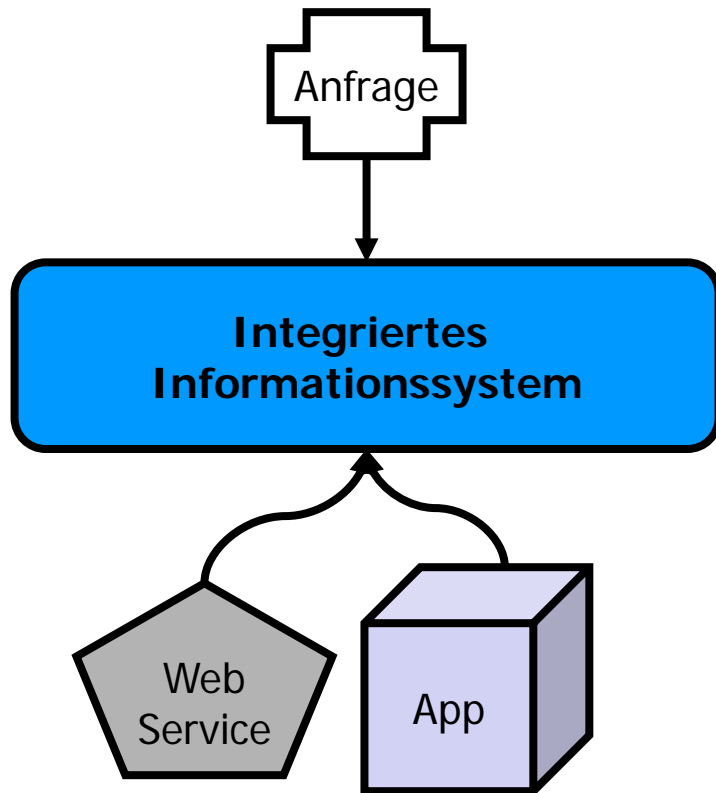 Anfrage
Integriertes
Informationssystem
Web
Service
App